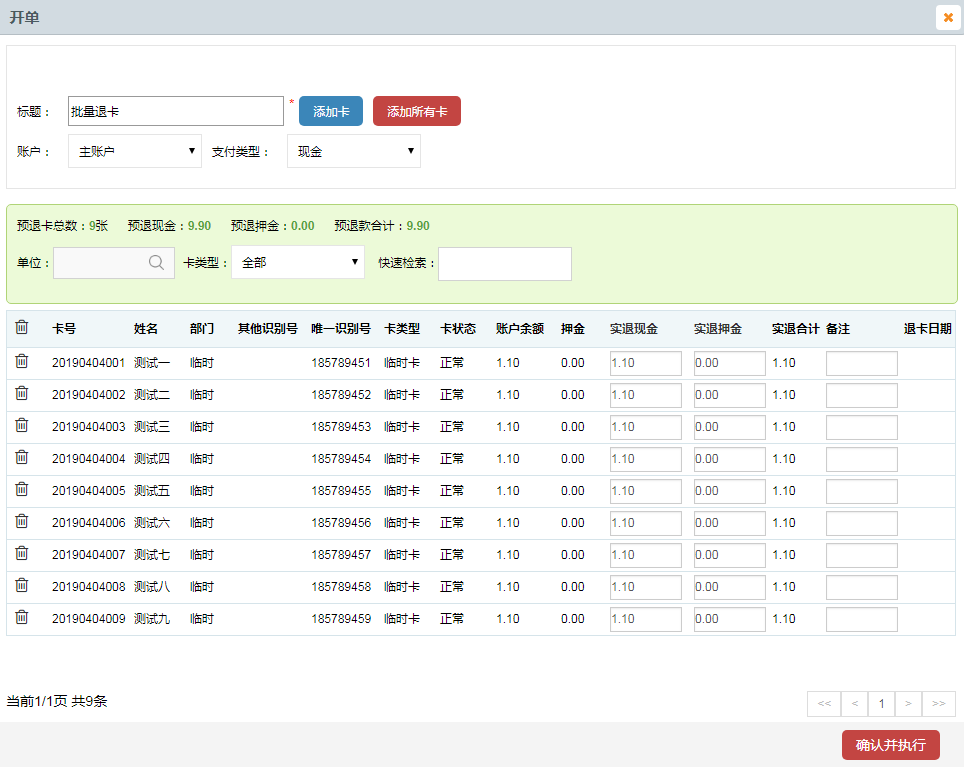 开单
标题： 批量退卡 * 添加卡 添加所有卡
账户： 主账户 支付类型： 现金
预退卡总数：9张 预退现金：9.90 预退押金：0.00 预退款合计：9.90
单位： 卡类型： 全部 快速检索：
卡号 姓名 部门 其他识别号 唯一识别号 卡类型 卡状态 账户余额 押金 实退现金 实退押金 实退合计 备注 退卡日期
20190404001 测试一 临时 185789451 临时卡 正常 1.10 0.00 1.10 0.00 1.10
20190404002 测试二 临时 185789452 临时卡 正常 1.10 0.00 1.10 0.00 1.10
20190404003 测试三 临时 185789453 临时卡 正常 1.10 0.00 1.10 0.00 1.10
20190404004 测试四 临时 185789454 临时卡 正常 1.10 0.00 1.10 0.00 1.10
20190404005 测试五 临时 185789455 临时卡 正常 1.10 0.00 1.10 0.00 1.10
20190404006 测试六 临时 185789456 临时卡 正常 1.10 0.00 1.10 0.00 1.10
20190404007 测试七 临时 185789457 临时卡 正常 1.10 0.00 1.10 0.00 1.10
20190404008 测试八 临时 185789458 临时卡 正常 1.10 0.00 1.10 0.00 1.10
20190404009 测试九 临时 185789459 临时卡 正常 1.10 0.00 1.10 0.00 1.10
当前1/1页 共9条 << < 1 > >>
确认并执行